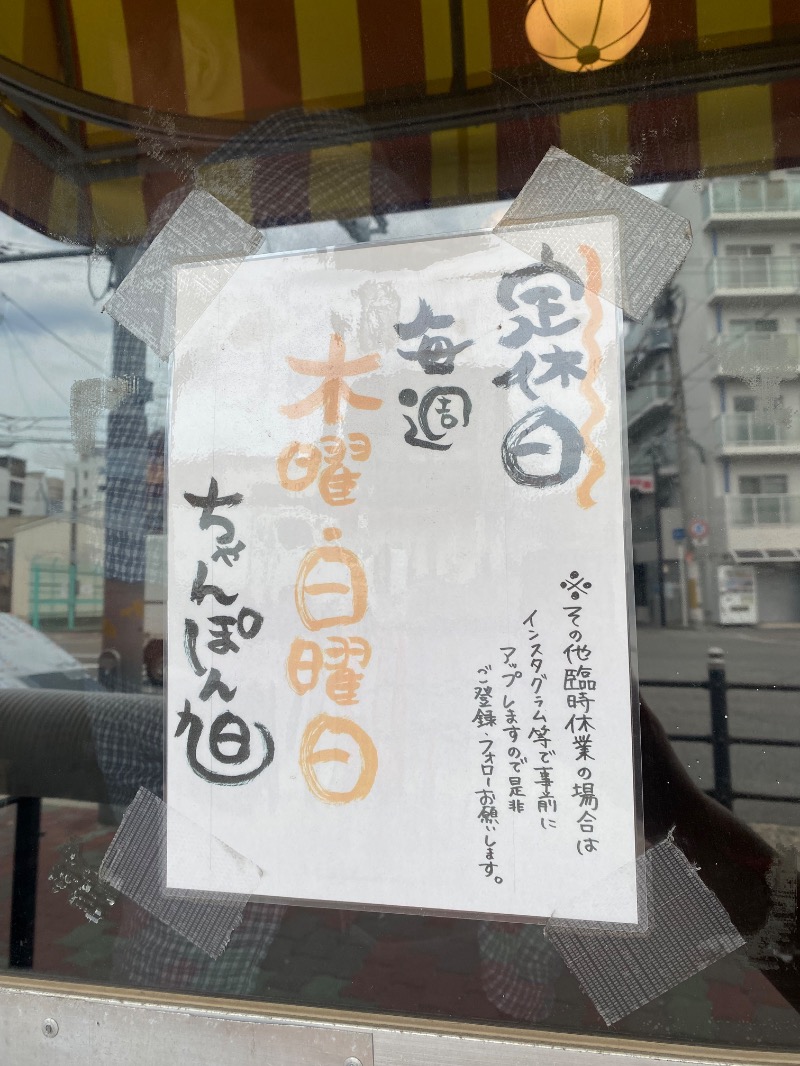 定休日
毎週
木曜・日曜日
ちゃんぽん旭
※その他臨時休業の場合は
インスタグラム等で事前に
アップしますので是非
ご登録・フォローお願いします。